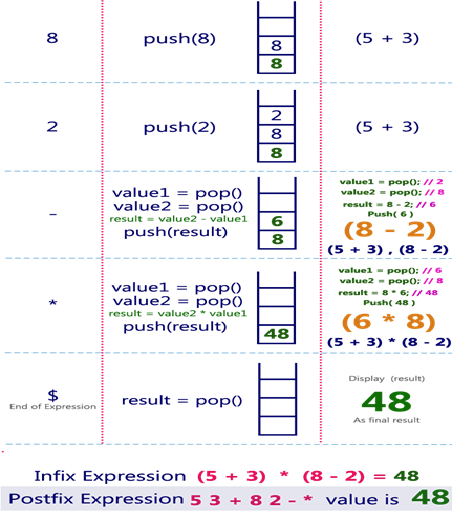 8 push(8) 8 8 (5 + 3)
2 push(2) 2 8 8 (5 + 3)
- value1 = pop()
value2 = pop()
result = value2 - value1
push(result)
6
8
value1 = pop(); // 2
value2 = pop(); // 8
result = 8 - 2; // 6
Push( 6 )
(8 - 2)
(5 + 3) , (8 - 2)
* value1 = pop()
value2 = pop()
result = value2 * value1
push(result)
48
value1 = pop(); // 6
value2 = pop(); // 8
result = 8 * 6; // 48
Push( 48 )
(6 * 8)
(5 + 3) * (8 - 2)
$
End of Expression
result = pop()
Display (result)
48
As final result
Infix Expression (5 + 3) * (8 - 2) = 48
Postfix Expression 5 3 + 8 2 - * value is 48